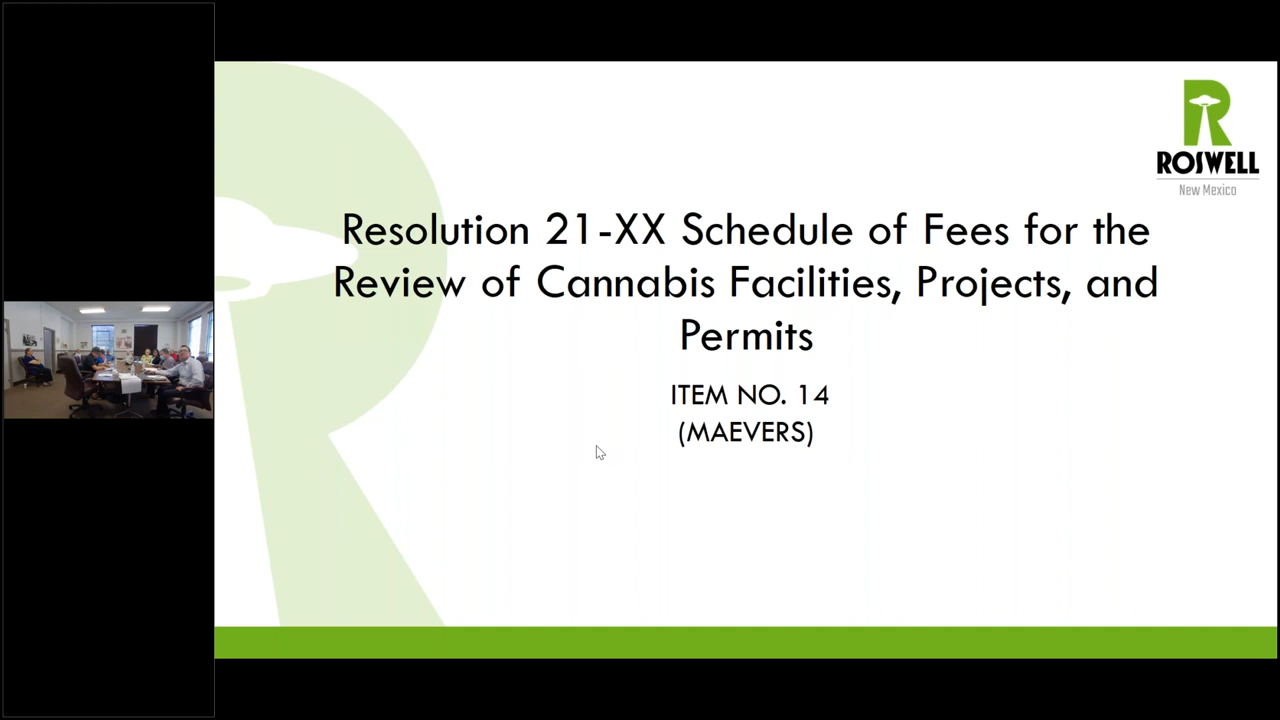 ROSWELL
New Mexico
Resolution 21-XX Schedule of Fees for the
Review of Cannabis Facilities, Projects, and
Permits
ITEM NO. 14
(MAEVERS)